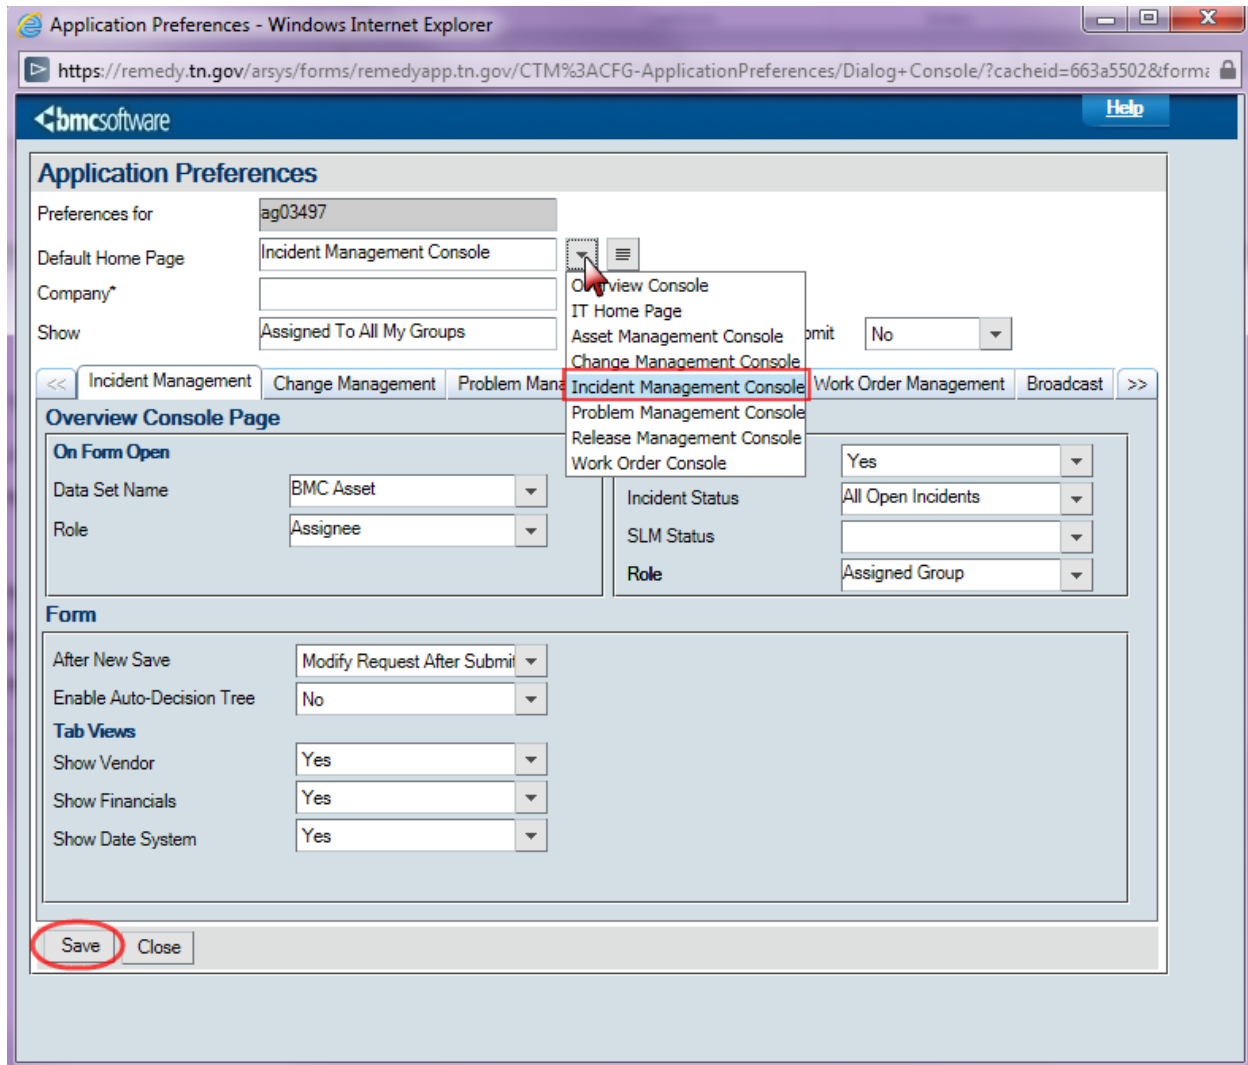 Application Preferences - Windows Internet Explorer
https://remedy.tn.gov/arsys/forms/remedyapp.tn.gov/CTM%3ACFG-ApplicationPreferences/Dialog+Console/?cacheid=663a5502&forma
bmcsoftware
Help
Application Preferences
Preferences for ag03497
Default Home Page Incident Management Console
Company*
Show Assigned To All My Groups
No
Overview Console
IT Home Page
Asset Management Console
Change Management Console
Incident Management Console
Problem Management Console
Release Management Console
Work Order Console
<< Incident Management Change Management Problem Work Order Management Broadcast >>
Overview Console Page
On Form Open
Data Set Name BMC Asset
Role Assignee
Yes
Incident Status All Open Incidents
SLM Status
Role Assigned Group
Form
After New Save Modify Request After Submit
Enable Auto-Decision Tree No
Tab Views
Show Vendor Yes
Show Financials Yes
Show Date System Yes
Save Close